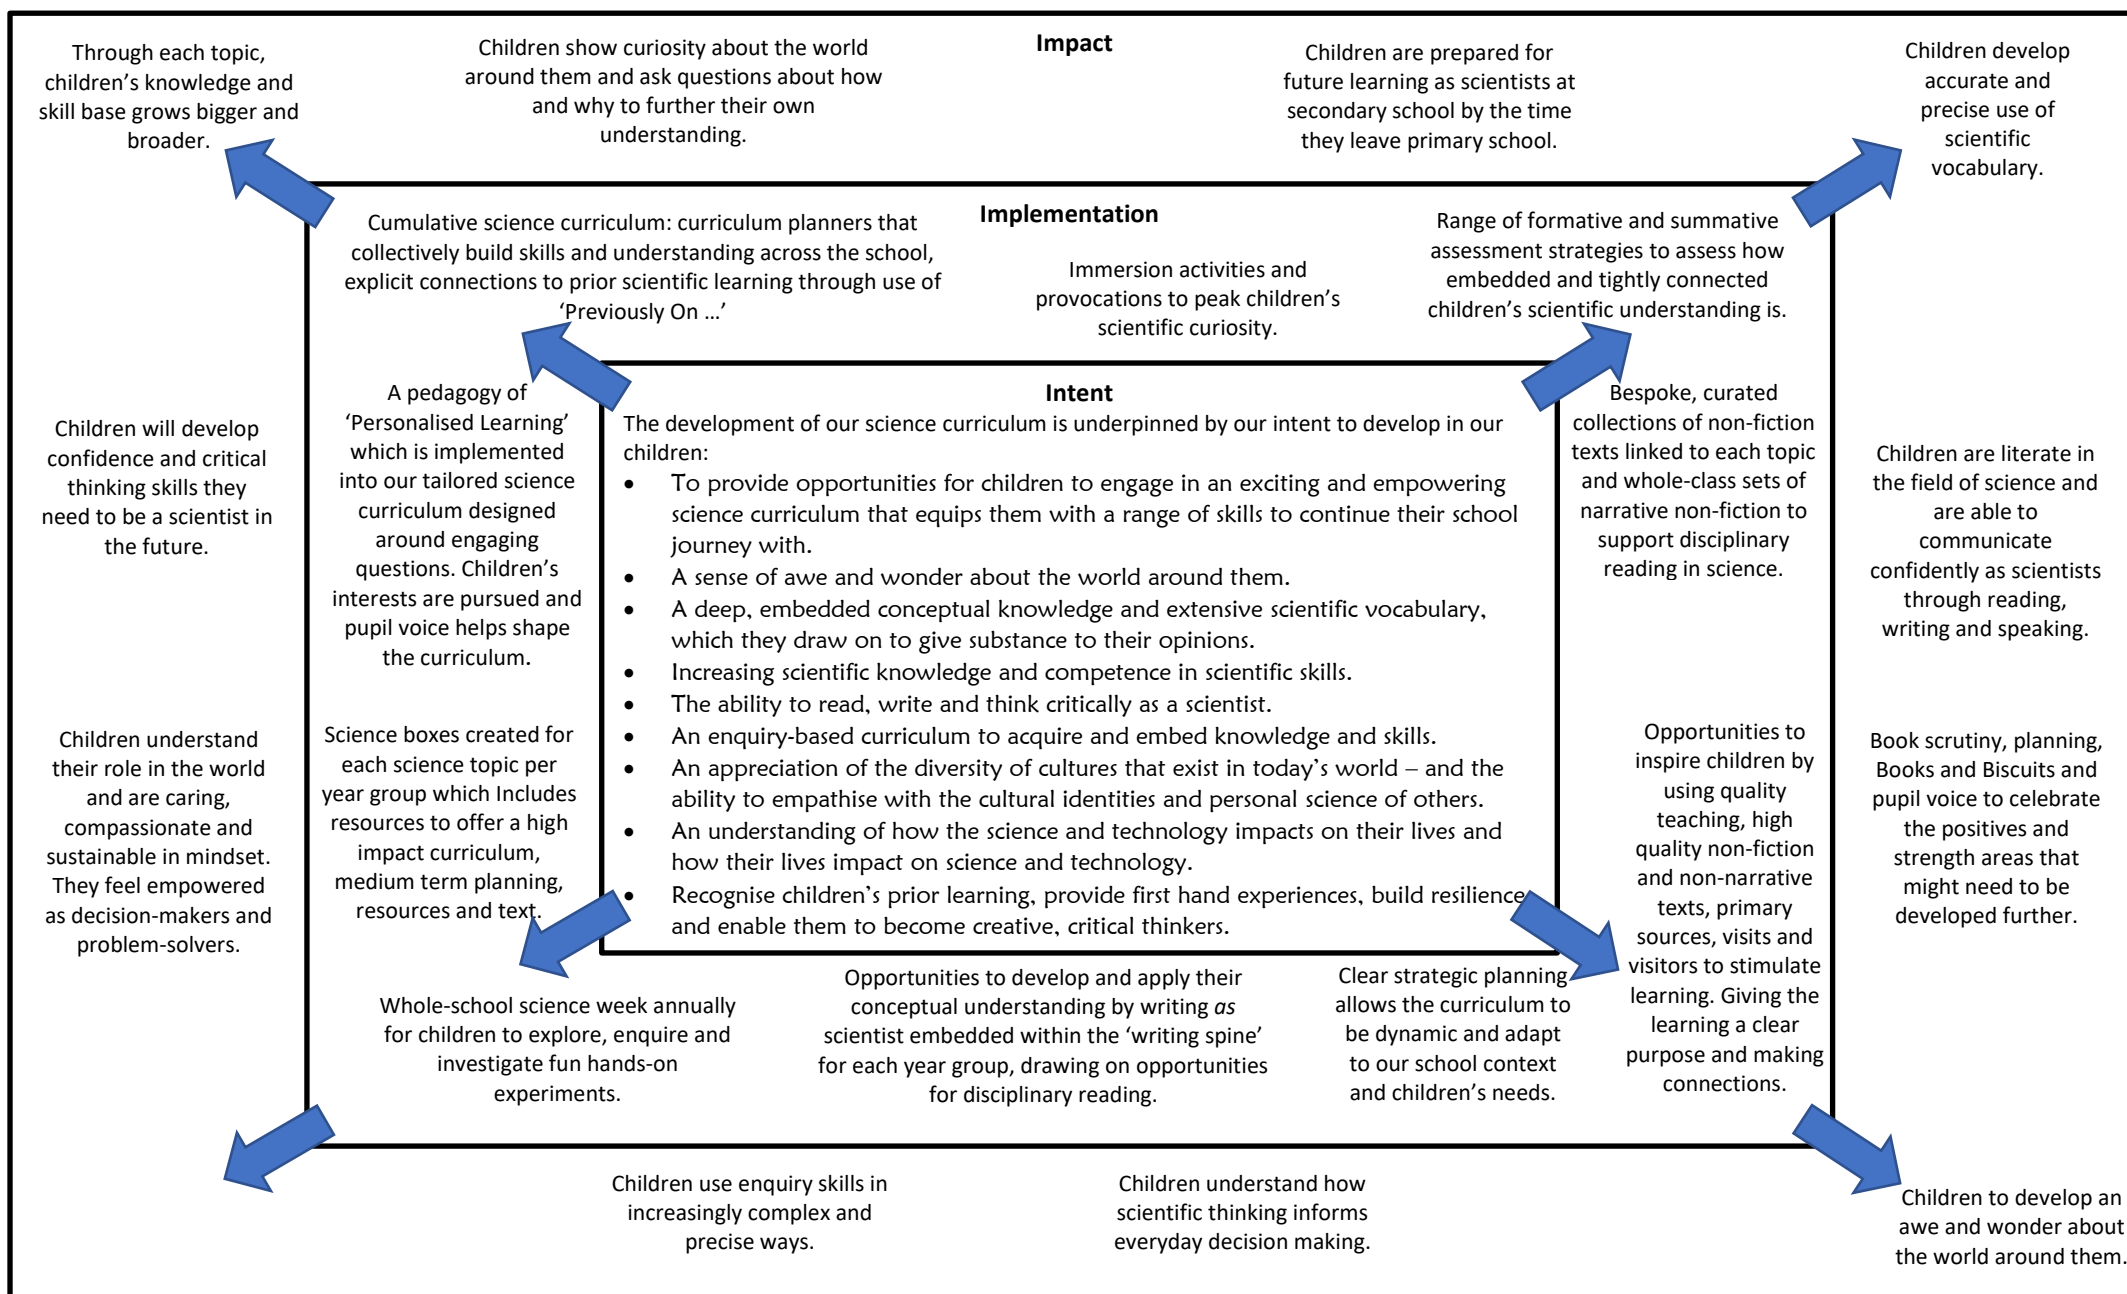 Impact
Through each topic,
children's knowledge and
skill base grows bigger and
broader.
Children show curiosity about the world
around them and ask questions about how
and why to further their own
understanding.
Children are prepared for
future learning as scientists at
secondary school by the time
they leave primary school.
Children develop
accurate and
precise use of
scientific
vocabulary.
Implementation
Cumulative science curriculum: curriculum planners that
collectively build skills and understanding across the school,
explicit connections to prior scientific learning through use of
‘Previously On …’
Immersion activities and
provocations to peak children’s
scientific curiosity.
Range of formative and summative
assessment strategies to assess how
embedded and tightly connected
children’s scientific understanding is.
Children will develop
confidence and critical
thinking skills they
need to be a scientist in
the future.
A pedagogy of
‘Personalised Learning’
which is implemented
into our tailored science
curriculum designed
around engaging
questions. Children’s
interests are pursued and
pupil voice helps shape
the curriculum.
Intent
The development of our science curriculum is underpinned by our intent to develop in our
children:
• To provide opportunities for children to engage in an exciting and empowering
science curriculum that equips them with a range of skills to continue their school
journey with.
• A sense of awe and wonder about the world around them.
• A deep, embedded conceptual knowledge and extensive scientific vocabulary,
which they draw on to give substance to their opinions.
• Increasing scientific knowledge and competence in scientific skills.
• The ability to read, write and think critically as a scientist.
• An enquiry-based curriculum to acquire and embed knowledge and skills.
• An appreciation of the diversity of cultures that exist in today’s world – and the
ability to empathise with the cultural identities and personal science of others.
• An understanding of how the science and technology impacts on their lives and
how their lives impact on science and technology.
• Recognise children’s prior learning, provide first hand experiences, build resilience
and enable them to become creative, critical thinkers.
Bespoke, curated
collections of non-fiction
texts linked to each topic
and whole-class sets of
narrative non-fiction to
support disciplinary
reading in science.
Children are literate in
the field of science and
are able to
communicate
confidently as scientists
through reading,
writing and speaking.
Children understand
their role in the world
and are caring,
compassionate and
sustainable in mindset.
They feel empowered
as decision-makers and
problem-solvers.
Science boxes created for
each science topic per
year group which Includes
resources to offer a high
impact curriculum,
medium term planning,
resources and text.
Opportunities to
inspire children by
using quality
teaching, high
quality non-fiction
and non-narrative
texts, primary
sources, visits and
visitors to stimulate
learning. Giving the
learning a clear
purpose and making
connections.
Book scrutiny, planning,
Books and Biscuits and
pupil voice to celebrate
the positives and
strength areas that
might need to be
developed further.
Whole-school science week annually
for children to explore, enquire and
investigate fun hands-on
experiments.
Opportunities to develop and apply their
conceptual understanding by writing as
scientist embedded within the ‘writing spine’
for each year group, drawing on opportunities
for disciplinary reading.
Clear strategic planning
allows the curriculum to
be dynamic and adapt
to our school context
and children’s needs.
Children use enquiry skills in
increasingly complex and
precise ways.
Children understand how
scientific thinking informs
everyday decision making.
Children to develop an
awe and wonder about
the world around them.